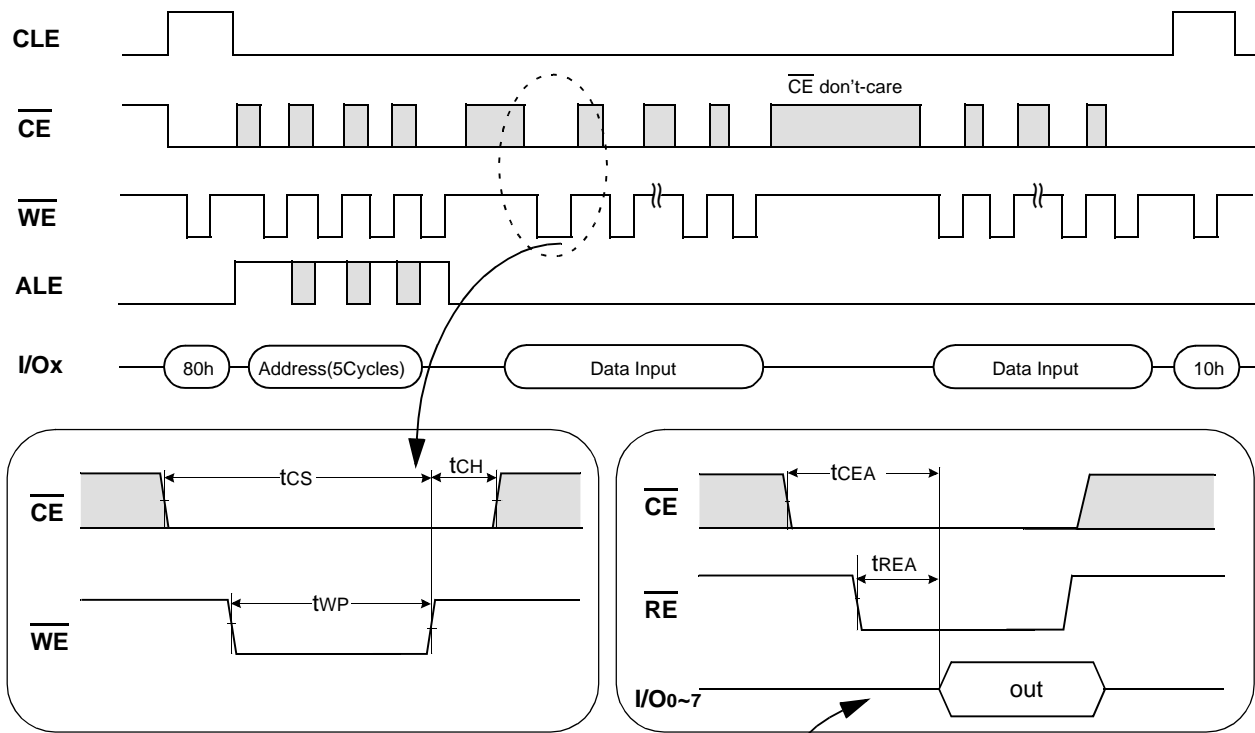 CLE
CE don't-care
CE
WE
ALE
I/Ox 80h Address(5Cycles) Data Input Data Input 10h
tCS tCH
CE
tWP
WE
tCEA
CE
tREA
RE
I/O0~7 out